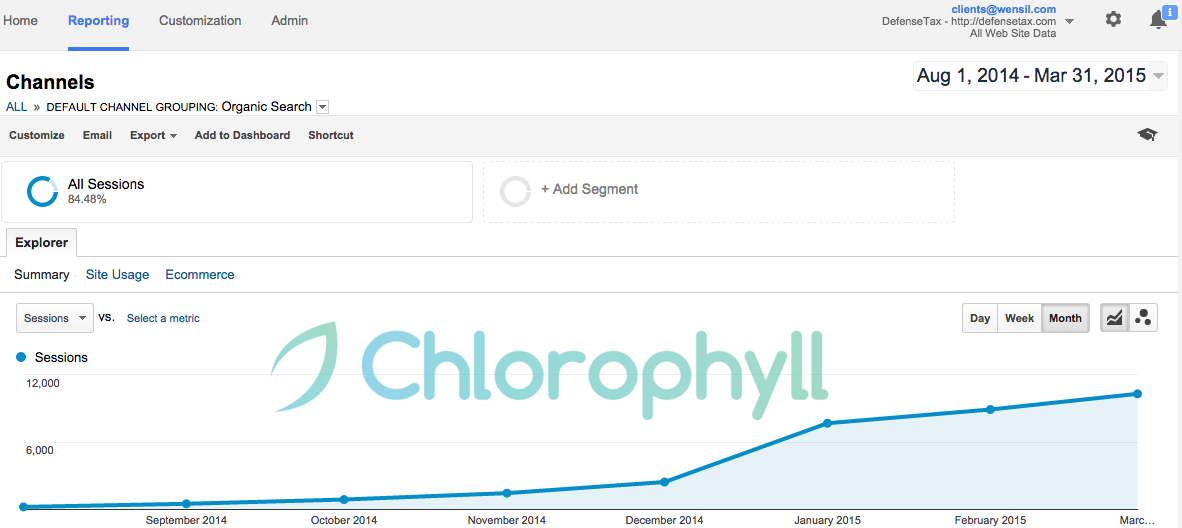 clients@wensil.com
Home Reporting Customization Admin
DefenseTax - http://defensetax.com
All Web Site Data
i
Channels
Aug 1, 2014 - Mar 31, 2015
ALL » DEFAULT CHANNEL GROUPING: Organic Search
Customize Email Export Add to Dashboard Shortcut
All Sessions
84.48%
+ Add Segment
Explorer
Summary Site Usage Ecommerce
Sessions VS. Select a metric
Day Week Month
Chlorophyll
Sessions
12,000
6,000
September 2014 October 2014 November 2014 December 2014 January 2015 February 2015 Marc...